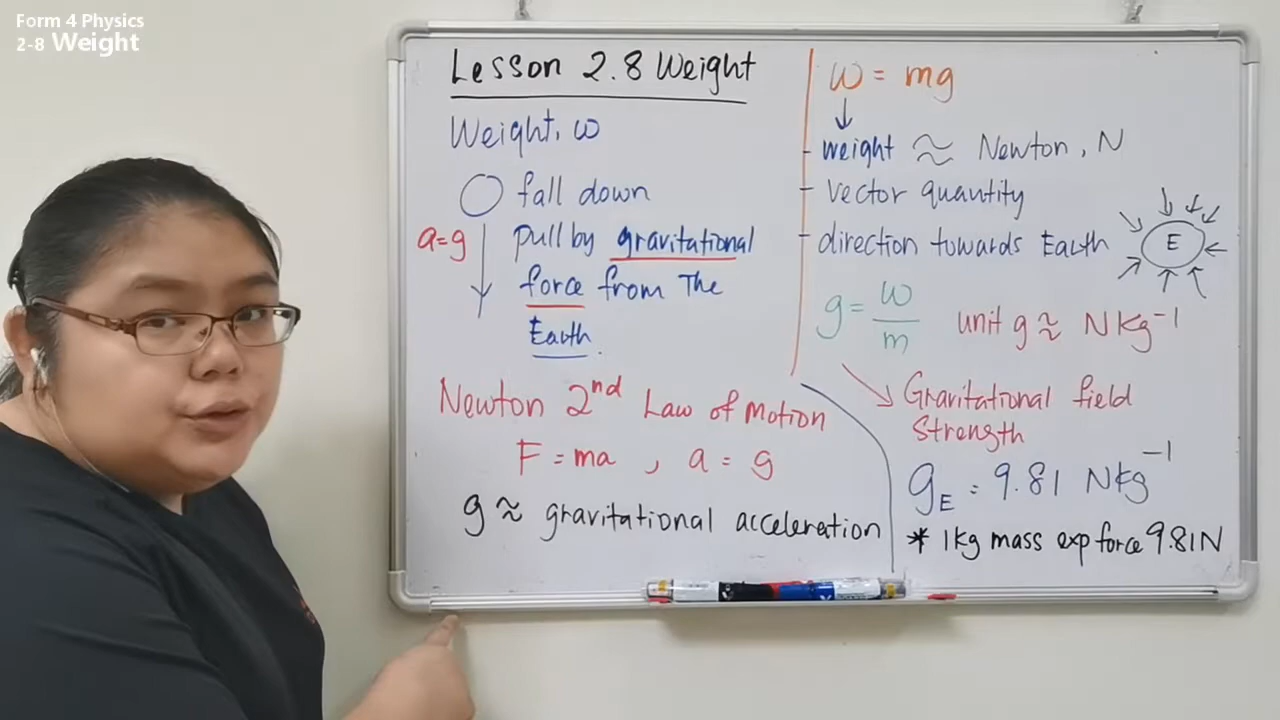 Form 4 Physics
2-8 Weight
Lesson 2.8 Weight
Weight, w
fall down
a=g
pull by gravitational
force from The
Earth.
Newton 2nd Law of Motion
F = ma , a = g
g ≈ gravitational acceleration
w = mg
↓
- weight ≈ Newton, N
- vector quantity
- direction towards Earth
E
g = w/m unit g ≈ N kg⁻¹
Gravitational field
Strength
gE = 9.81 N kg⁻¹
* 1kg mass exp force 9.81N